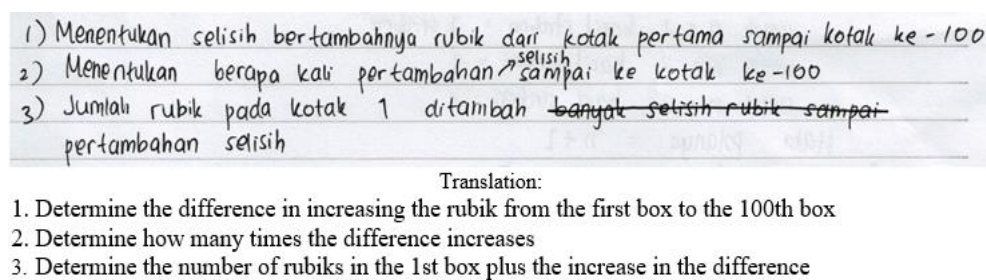 1) Menentukan selisih bertambahnya rubik dari kotak pertama sampai kotak ke-100
2) Menentukan berapa kali pertambahan selisih sampai ke kotak ke-100
3) Jumlah rubik pada kotak 1 ditambah banyak selisih rubik sampai
pertambahan selisih
Translation:
1. Determine the difference in increasing the rubik from the first box to the 100th box
2. Determine how many times the difference increases
3. Determine the number of rubiks in the 1st box plus the increase in the difference